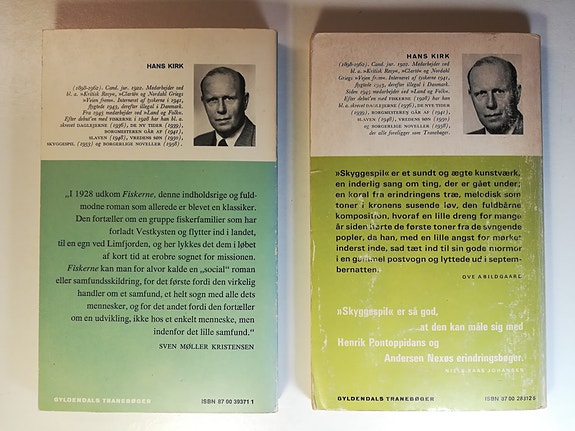 HANS KIRK
(1898-1962). Cand. jur. 1922. Medarbejder ved
bl. a. »Kritisk Revy«, »Clarté« og Nordahl
Griegs »Veien frem«. Interneret af tyskerne 1941,
flygtede 1943, derefter illegal i Danmark.
Fra 1945 medarbejder ved »Land og Folk«.
Efter debut'en med FISKERNE i 1928 har han bl. a.
skrevet DAGLEJERNE (1936), DE NY TIDER (1939),
BORGMESTEREN GÅR AF (1941),
SLAVEN (1948), VREDENS SØN (1950)
SKYGGESPIL (1953) og BORGERLIGE NOVELLER (1958).
„I 1928 udkom Fiskerne, denne indholdsrige og fuld-
modne roman som allerede er blevet en klassiker.
Den fortæller om en gruppe fiskerfamilier som har
forladt Vestkysten og flytter ind i landet,
til en egn ved Limfjorden, og her lykkes det dem i løbet
af kort tid at erobre sognet for missionen.
Fiskerne kan man for alvor kalde en „social“ roman
eller samfundsskildring, for det første fordi den virkelig
handler om et samfund, et helt sogn med alle dets
mennesker, og for det andet fordi den fortæller
om en udvikling, ikke hos et enkelt menneske, men
indenfor det lille samfund.“
SVEN MØLLER KRISTENSEN
GYLDENDALS TRANEBØGER
ISBN 87 00 39371 1
HANS KIRK
(1898-1962). Cand. jur. 1922. Medarbejder ved
bl. a. »Kritisk Revy«, »Clarté« og Nordahl
Griegs »Vejen frem«. Interneret af tyskerne 1941,
flygtede 1943, derefter illegal i Danmark.
Siden 1945 medarbejder ved »Land og Folk«.
Efter debut'en med FISKERNE (1928) har han
bl. a. skrevet DAGLEJERNE (1936), DE NY TIDER
(1939), BORGMESTEREN GÅR AF (1941),
SLAVEN (1948), VREDENS SØN (1950)
og BORGERLIGE NOVELLER (1958),
der alle foreligger som Tranebøger.
»Skyggespil« er et sundt og ægte kunstværk,
en inderlig sang om ting, der er gået under;
en koral fra erindringens træ, melodisk som
toner i kronens susende løv, den fuldbårne
komposition, hvoraf en lille dreng for mange
år siden hørte de første toner fra de syngende
popler, da han, med en lille angst for mørket
inderst inde, sad tæt ind til sin gode mormor
i en gammel postvogn og lyttede ud i septem-
bernatten.«
OVE ABILDGAARD
»Skyggespil« er så god,
at den kan måle sig med
Henrik Pontoppidans og
Andersen Nexøs erindringsbøger.
NIELS KAAS JOHANSEN
GYLDENDALS TRANEBØGER
ISBN 87 00 28312 6